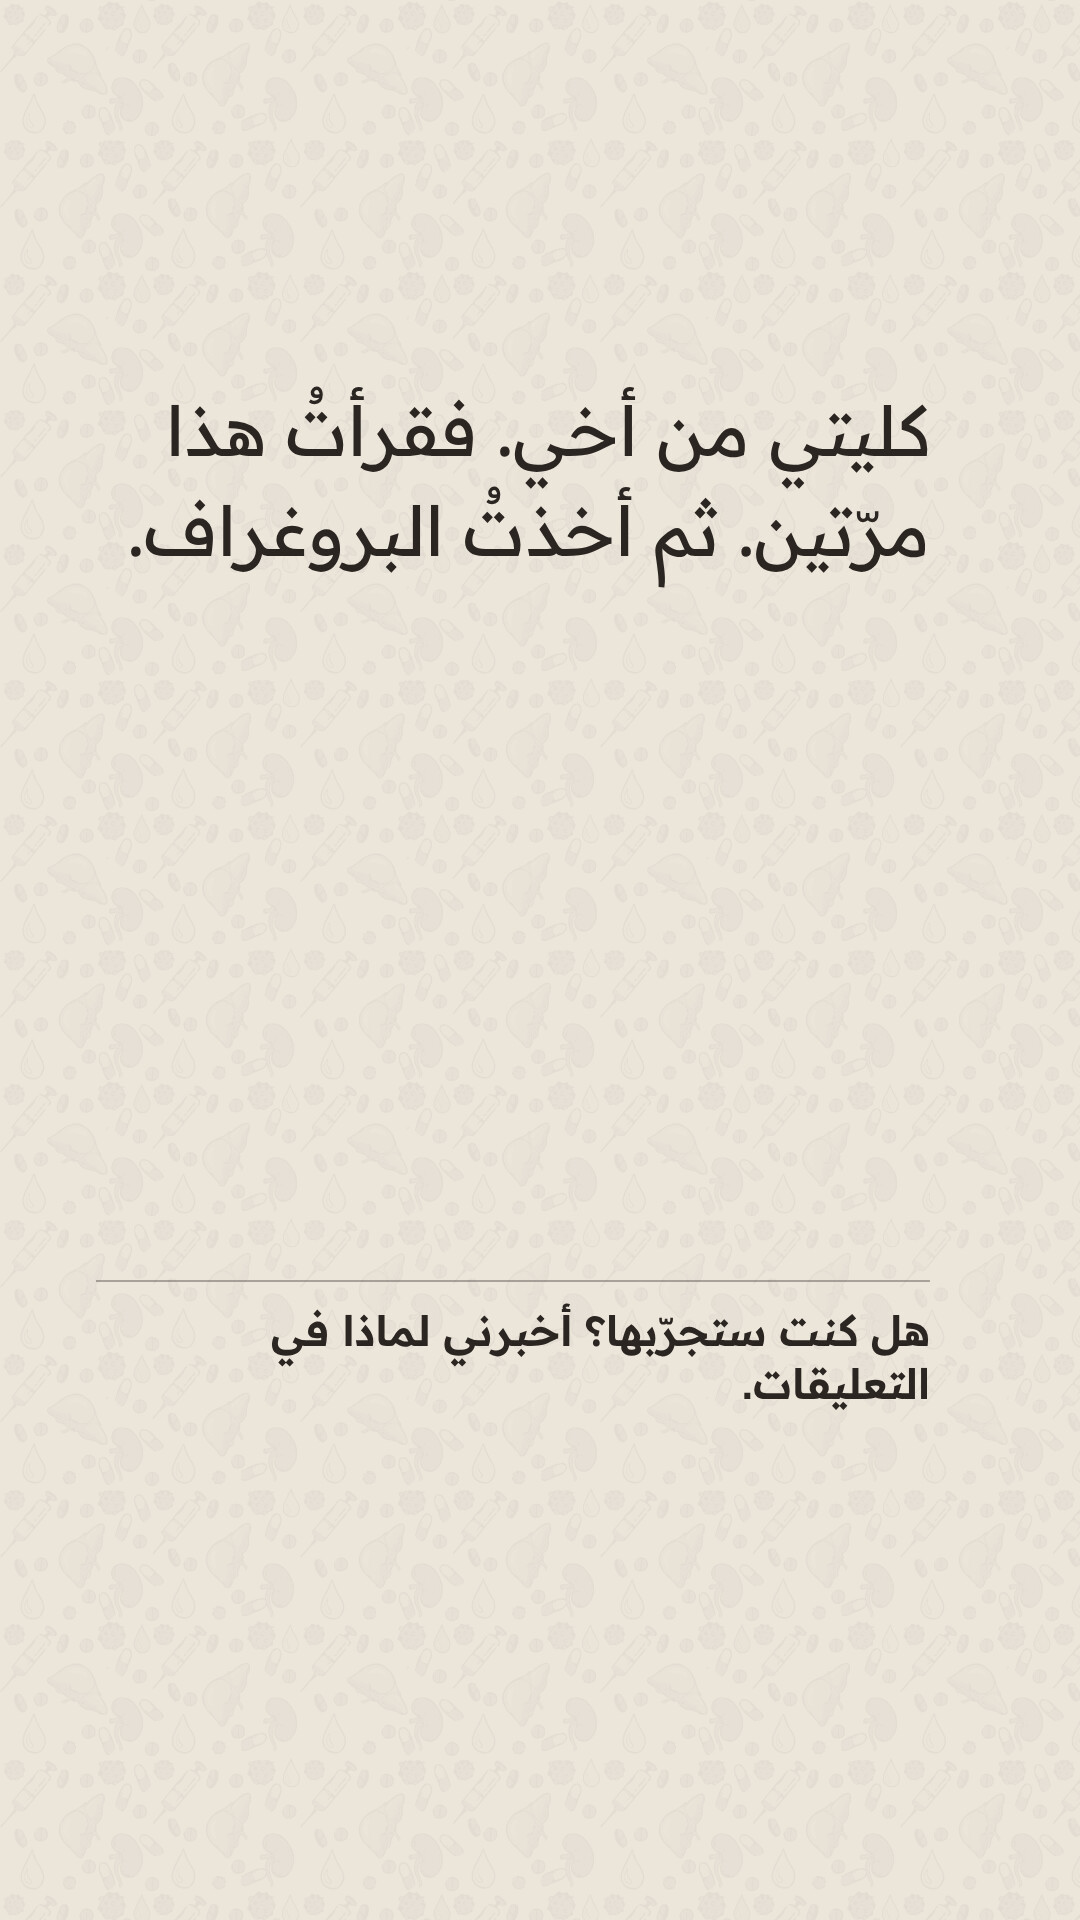 كليتي من أخي. فقرأتُ هذا
مرّتين. ثم أخذتُ البروغراف.
هل كنت ستجرّبها؟ أخبرني لماذا في
التعليقات.